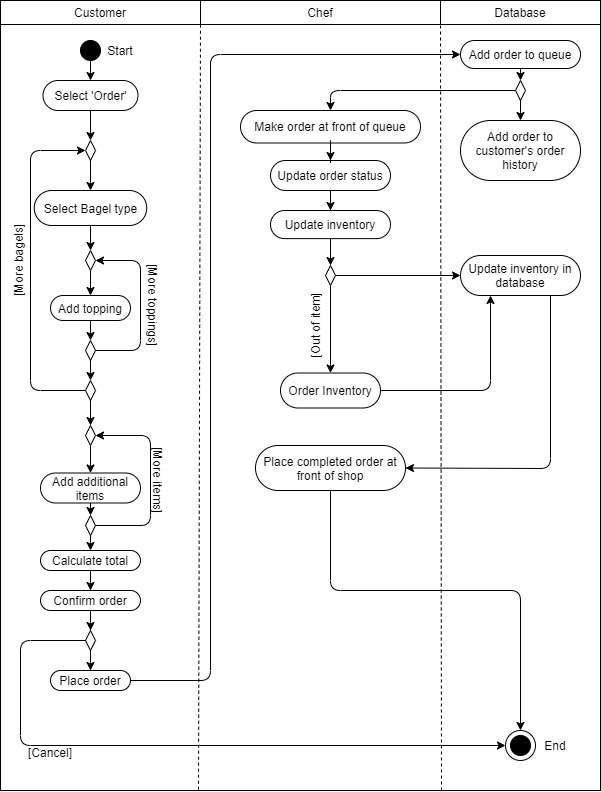 Customer
Chef
Database
Start
Select 'Order'
[More bagels]
Select Bagel type
[More toppings]
Add topping
[More items]
Add additional
items
Calculate total
Confirm order
Place order
[Cancel]
Make order at front of queue
Update order status
Update inventory
[Out of item]
Order Inventory
Place completed order at
front of shop
Add order to queue
Add order to
customer's order
history
Update inventory in
database
End